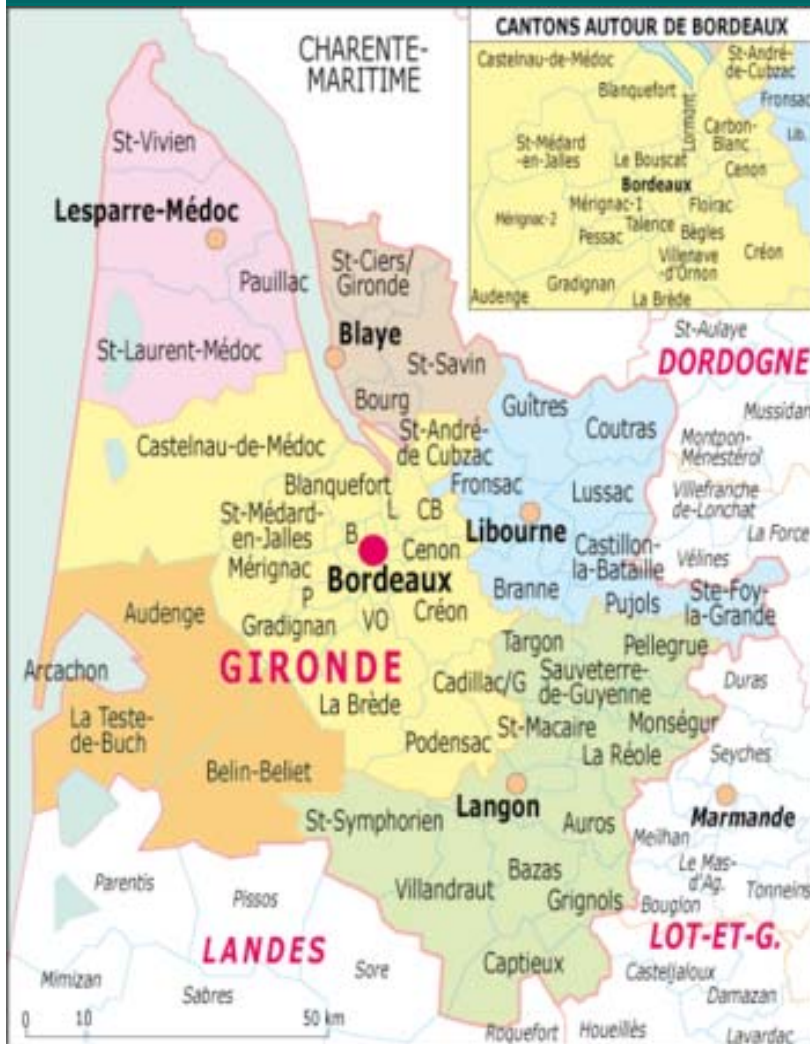 CANTONS AUTOUR DE BORDEAUX
Castelnau-de-Médoc
St-André-
de-Cubzac
Blanquefort
Lormont
Fronsac
Carbon-
Blanc
Lib.
St-Médard
-en-Jalles
Le Bouscat
Cenon
Bordeaux
Mérignac-1
Floirac
Mérignac-2
Talence
Bègles
Pessac
Villenave
-d'Ornon
Créon
Gradignan
Audenge
La Brède
CHARENTE-
MARITIME
St-Vivien
Lesparre-Médoc
Pauillac
St-Ciers/
Gironde
Blaye
St-Laurent-Médoc
St-Savin
Bourg
St-Aulaye
DORDOGNE
Guîtres
Coutras
Mussidan
Montpon-
Ménestérol
Castelnau-de-Médoc
St-André-
de Cubzac
Blanquefort
Fronsac
Lussac
Villefranche
de-Lonchat
L
CB
St-Médard-
en-Jalles
B
Libourne
La Force
Cenon
Castillon-
la-Bataille
Vélines
Mérignac
Bordeaux
Branne
Ste-Foy-
la-Grande
P
Créon
Pujols
Audenge
Gradignan
VO
Targon
Pellegrue
GIRONDE
Arcachon
Cadillac/G
Sauveterre-
de-Guyenne
Duras
La Brède
La Teste-
de-Buch
St-Macaire
Monségur
Podensac
La Réole
Seyches
Belin-Beliet
Langon
Marmande
St-Symphorien
Auros
Meilhan
Bazas
Le Mas-
d'Ag.
Parentis
Pissos
Villandraut
Grignols
Tonneins
Bouglon
LANDES
LOT-ET-G.
Captieux
Sore
Casteljaloux
Mimizan
Sabres
Damazan
0 10 50 km
Roquefort
Houeillès
Lavardac